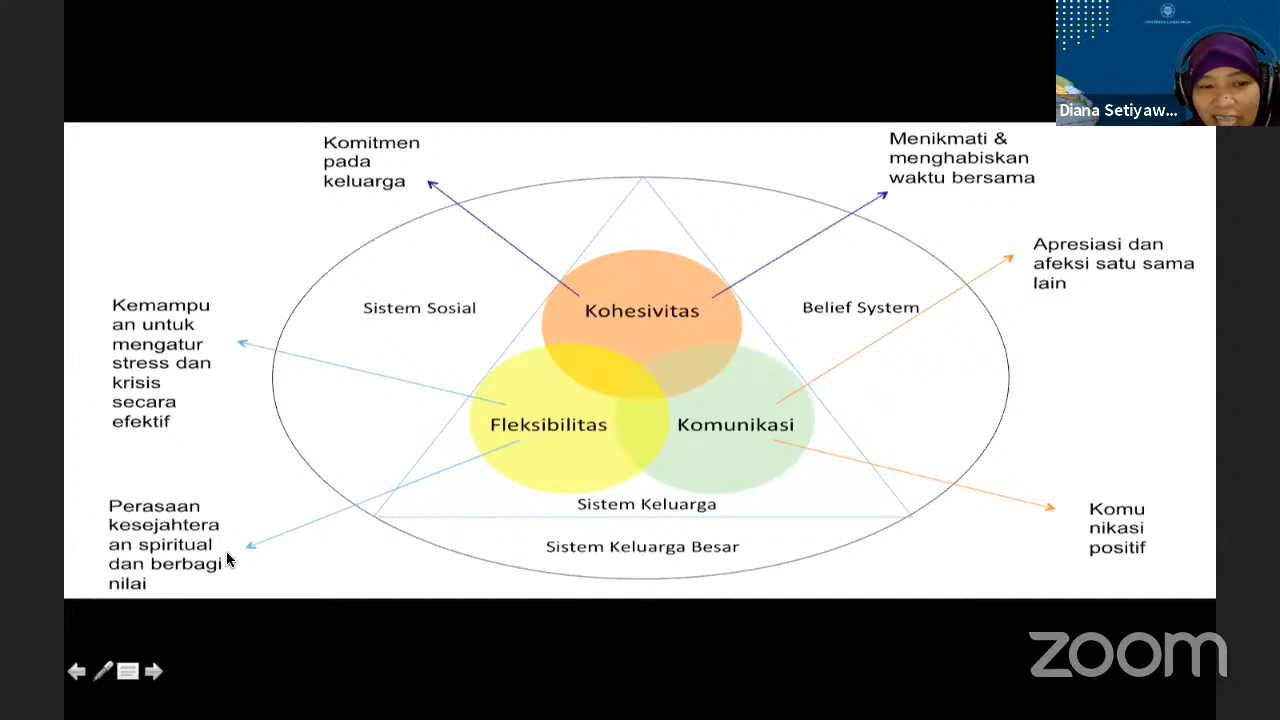 Diana Setiyaw...
Komitmen
pada
keluarga
Menikmati &
menghabiskan
waktu bersama
Apresiasi dan
afeksi satu sama
lain
Kemampu
an untuk
mengatur
stress dan
krisis
secara
efektif
Sistem Sosial
Kohesivitas
Belief System
Fleksibilitas
Komunikasi
Sistem Keluarga
Sistem Keluarga Besar
Perasaan
kesejahtera
an spiritual
dan berbagi
nilai
Komu
nikasi
positif
zoom